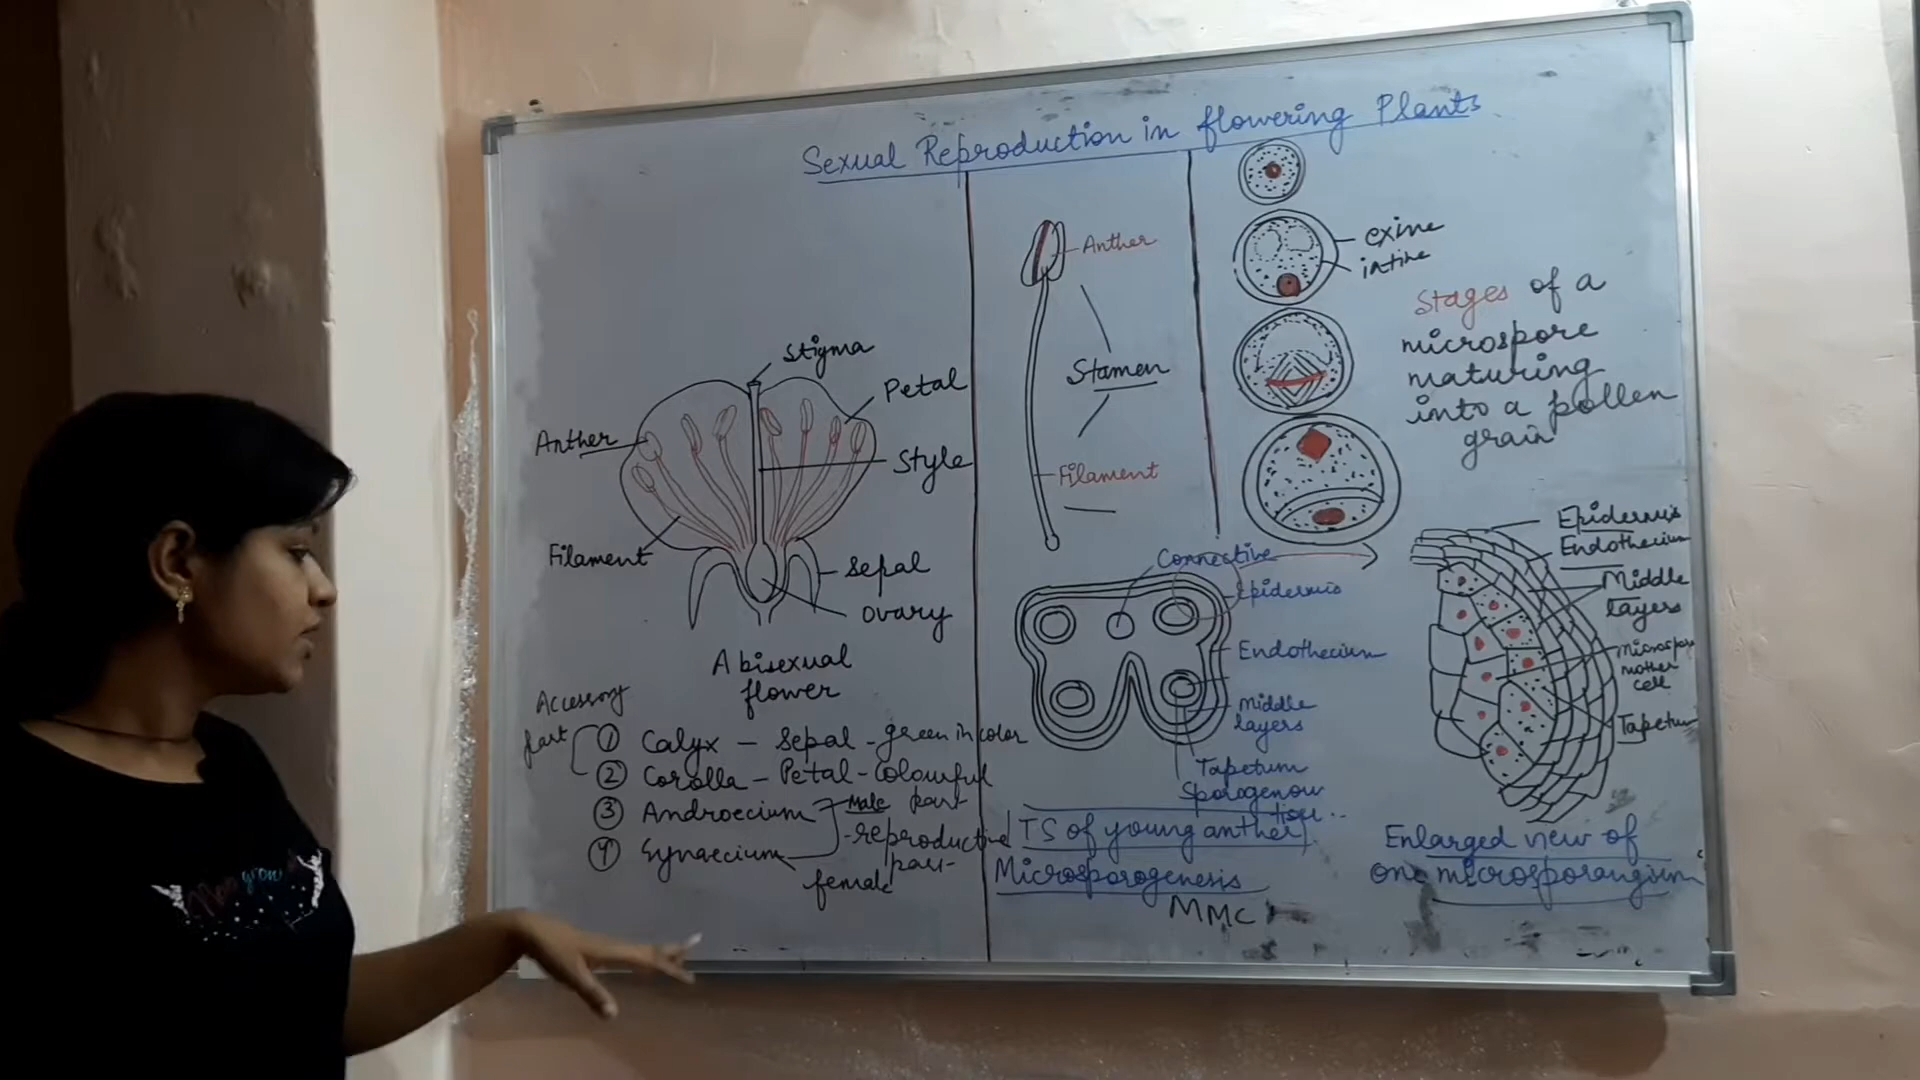 Sexual Reproduction in flowering Plants
Stigma
Petal
Anther
Style
Filament
Sepal
ovary
A bisexual
flower
Accessory
part
① Calyx - Sepal - green in color
② Corolla - Petal - Colourful
③ Androecium - Male part
- reproductive
part
④ Gynaecium
female
Anther
Stamen
Filament
Connective
Epidermis
Endothecium
Middle
layers
Tapetum
Sporogenou
tissue..
TS of young anther
Microsporogenesis
MMC
exine
intine
Stages of a
microspore
maturing
into a pollen
grain
Epidermis
Endothecium
Middle
layers
Microspore
mother
cell
Tapetum
Enlarged view of
one microsporangium